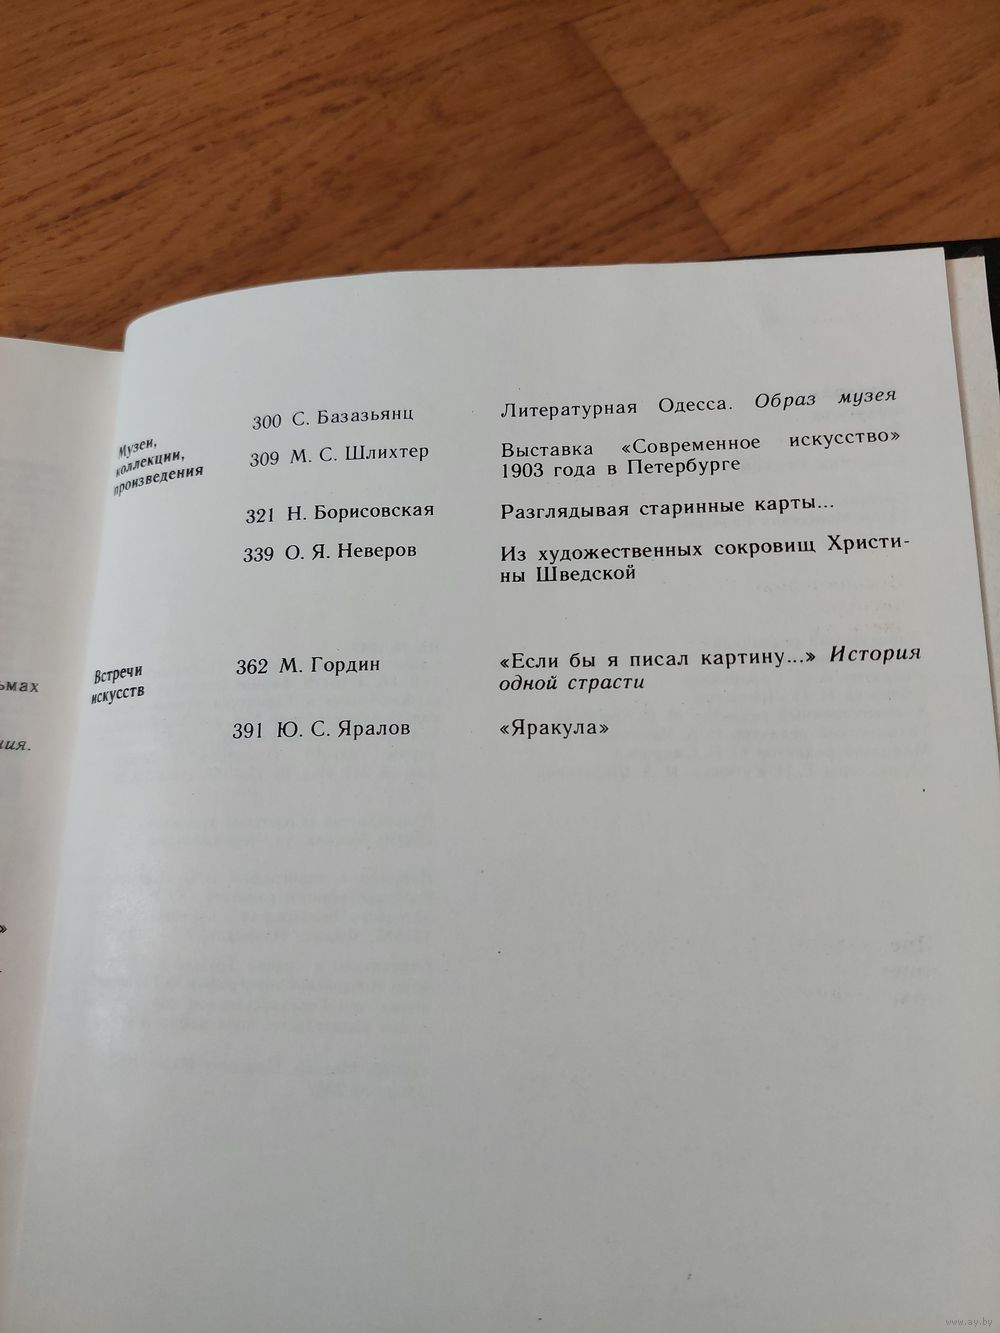 Музеи,
коллекции,
произведения
300 С. Базазьянц Литературная Одесса. Образ музея
309 М. С. Шлихтер Выставка «Современное искусство»
1903 года в Петербурге
321 Н. Борисовская Разглядывая старинные карты...
339 О. Я. Неверов Из художественных сокровищ Христи-
ны Шведской
Встречи
искусств
362 М. Гордин «Если бы я писал картину...» История
одной страсти
391 Ю. С. Яралов «Яракула»
ьмах
ия.
»
www.ay.by